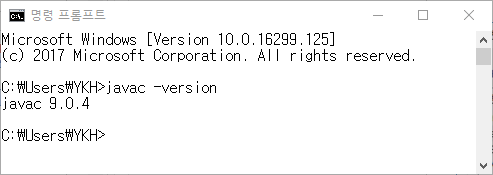 명령 프롬프트
Microsoft Windows [Version 10.0.16299.125]
(c) 2017 Microsoft Corporation. All rights reserved.
C:₩Users₩YKH>javac -version
javac 9.0.4
C:₩Users₩YKH>